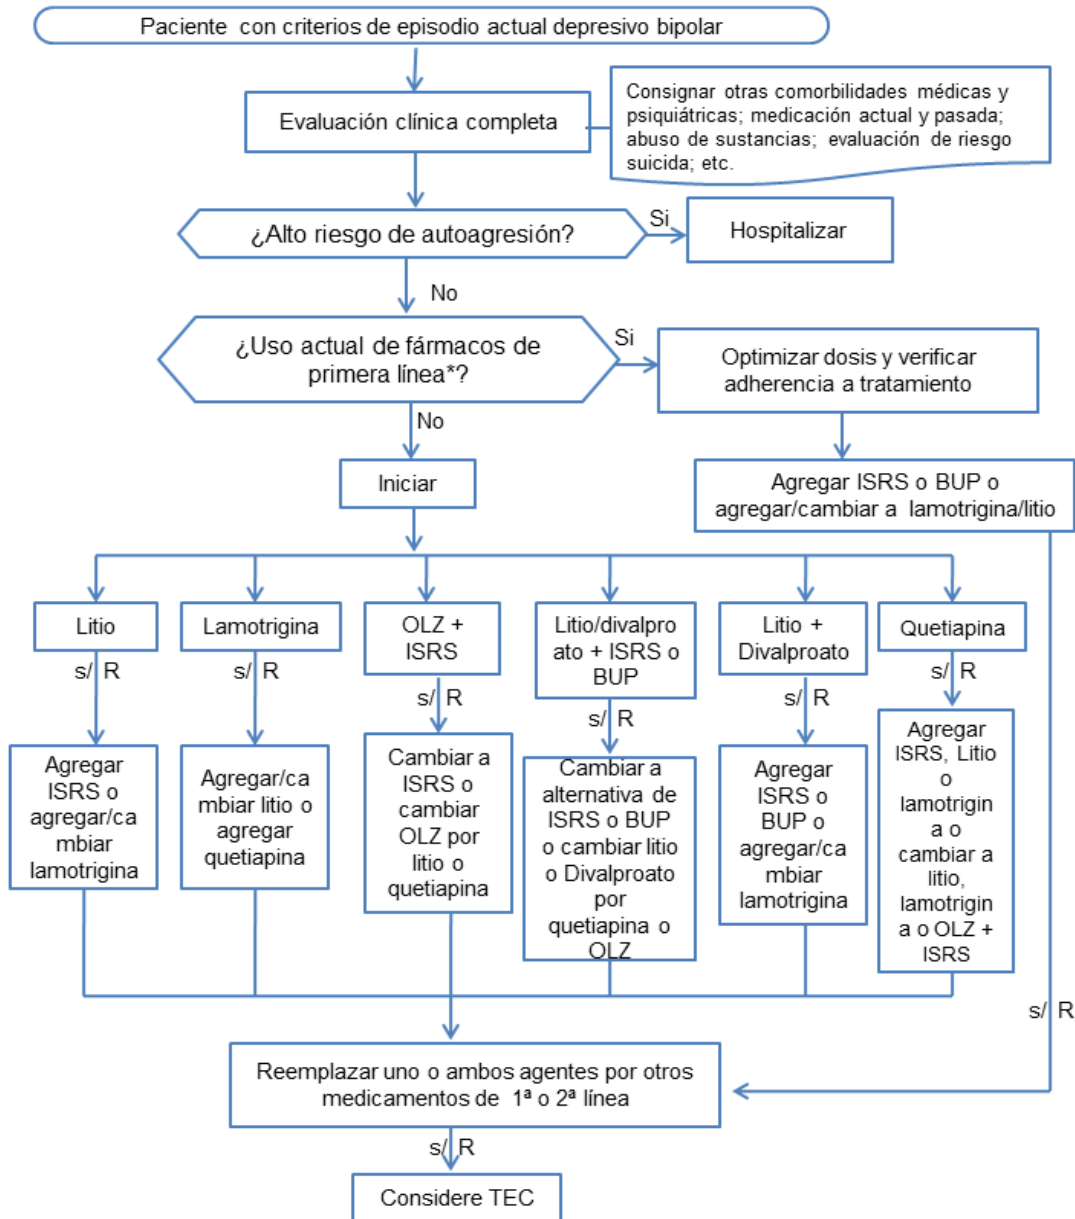 Paciente con criterios de episodio actual depresivo bipolar
Evaluación clínica completa
Consignar otras comorbilidades médicas y
psiquiátricas; medicación actual y pasada;
abuso de sustancias; evaluación de riesgo
suicida; etc.
¿Alto riesgo de autoagresión?
Si
Hospitalizar
No
¿Uso actual de fármacos de
primera línea*?
Si
Optimizar dosis y verificar
adherencia a tratamiento
No
Iniciar
Agregar ISRS o BUP o
agregar/cambiar a lamotrigina/litio
Litio
Lamotrigina
OLZ +
ISRS
Litio/divalpro
ato + ISRS o
BUP
Litio +
Divalproato
Quetiapina
s/ R
s/ R
s/ R
s/ R
s/ R
s/ R
Agregar
ISRS o
agregar/ca
mbiar
lamotrigina
Agregar/ca
mbiar litio o
agregar
quetiapina
Cambiar a
ISRS o
cambiar
OLZ por
litio o
quetiapina
Cambiar a
alternativa de
ISRS o BUP
o cambiar litio
o Divalproato
por
quetiapina o
OLZ
Agregar
ISRS o
BUP o
agregar/ca
mbiar
lamotrigina
Agregar
ISRS, Litio
o
lamotrigin
a o
cambiar a
litio,
lamotrigin
a o OLZ +
ISRS
s/ R
Reemplazar uno o ambos agentes por otros
medicamentos de 1ª o 2ª línea
s/ R
Considere TEC